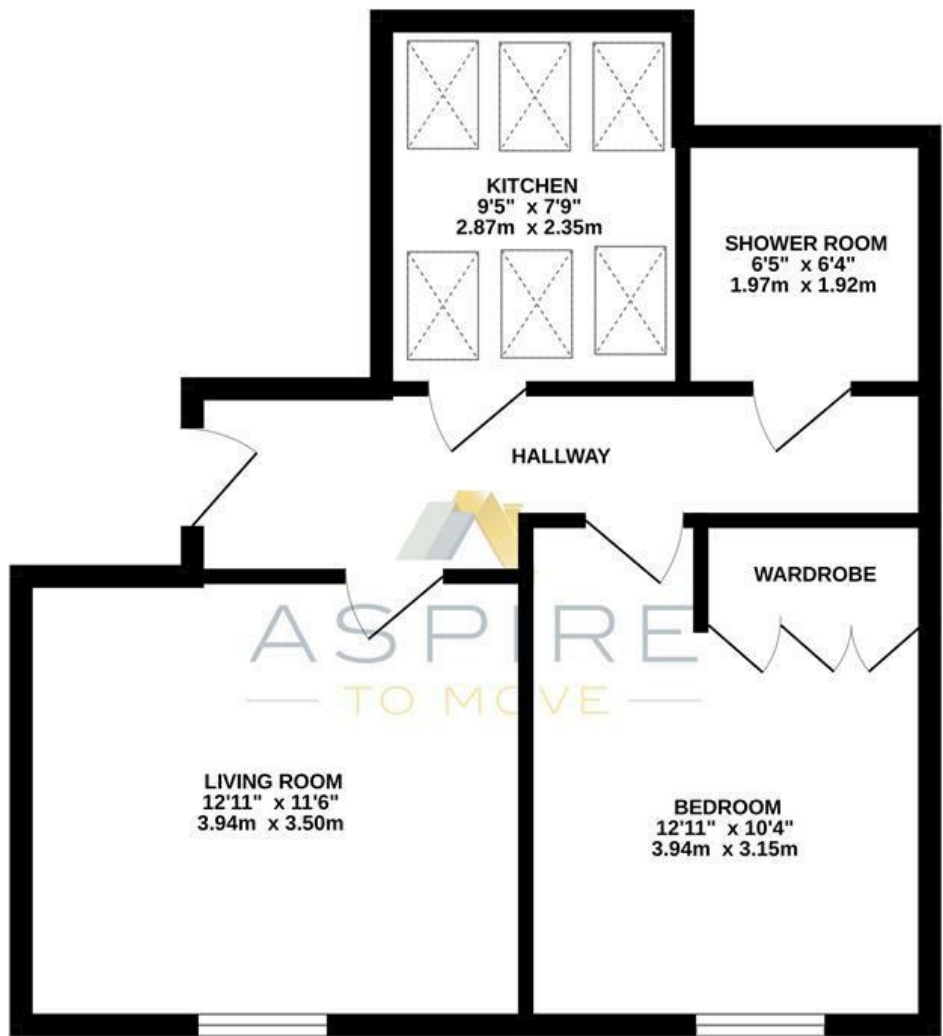 KITCHEN
9'5" x 7'9"
2.87m x 2.35m
SHOWER ROOM
6'5" x 6'4"
1.97m x 1.92m
HALLWAY
WARDROBE
ASPIRE
TO MOVE
LIVING ROOM
12'11" x 11'6"
3.94m x 3.50m
BEDROOM
12'11" x 10'4"
3.94m x 3.15m